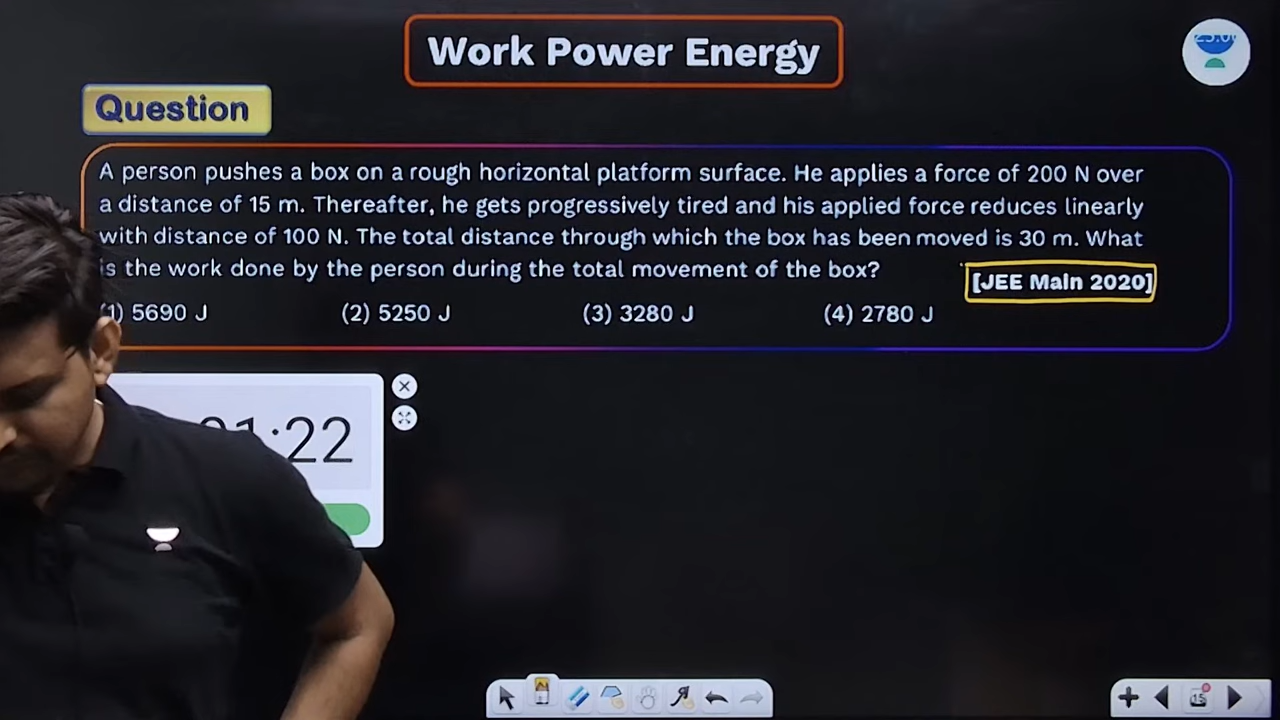 Work Power Energy
Question
A person pushes a box on a rough horizontal platform surface. He applies a force of 200 N over
a distance of 15 m. Thereafter, he gets progressively tired and his applied force reduces linearly
with distance of 100 N. The total distance through which the box has been moved is 30 m. What
is the work done by the person during the total movement of the box?
[JEE Main 2020]
(1) 5690 J (2) 5250 J (3) 3280 J (4) 2780 J
:22
15